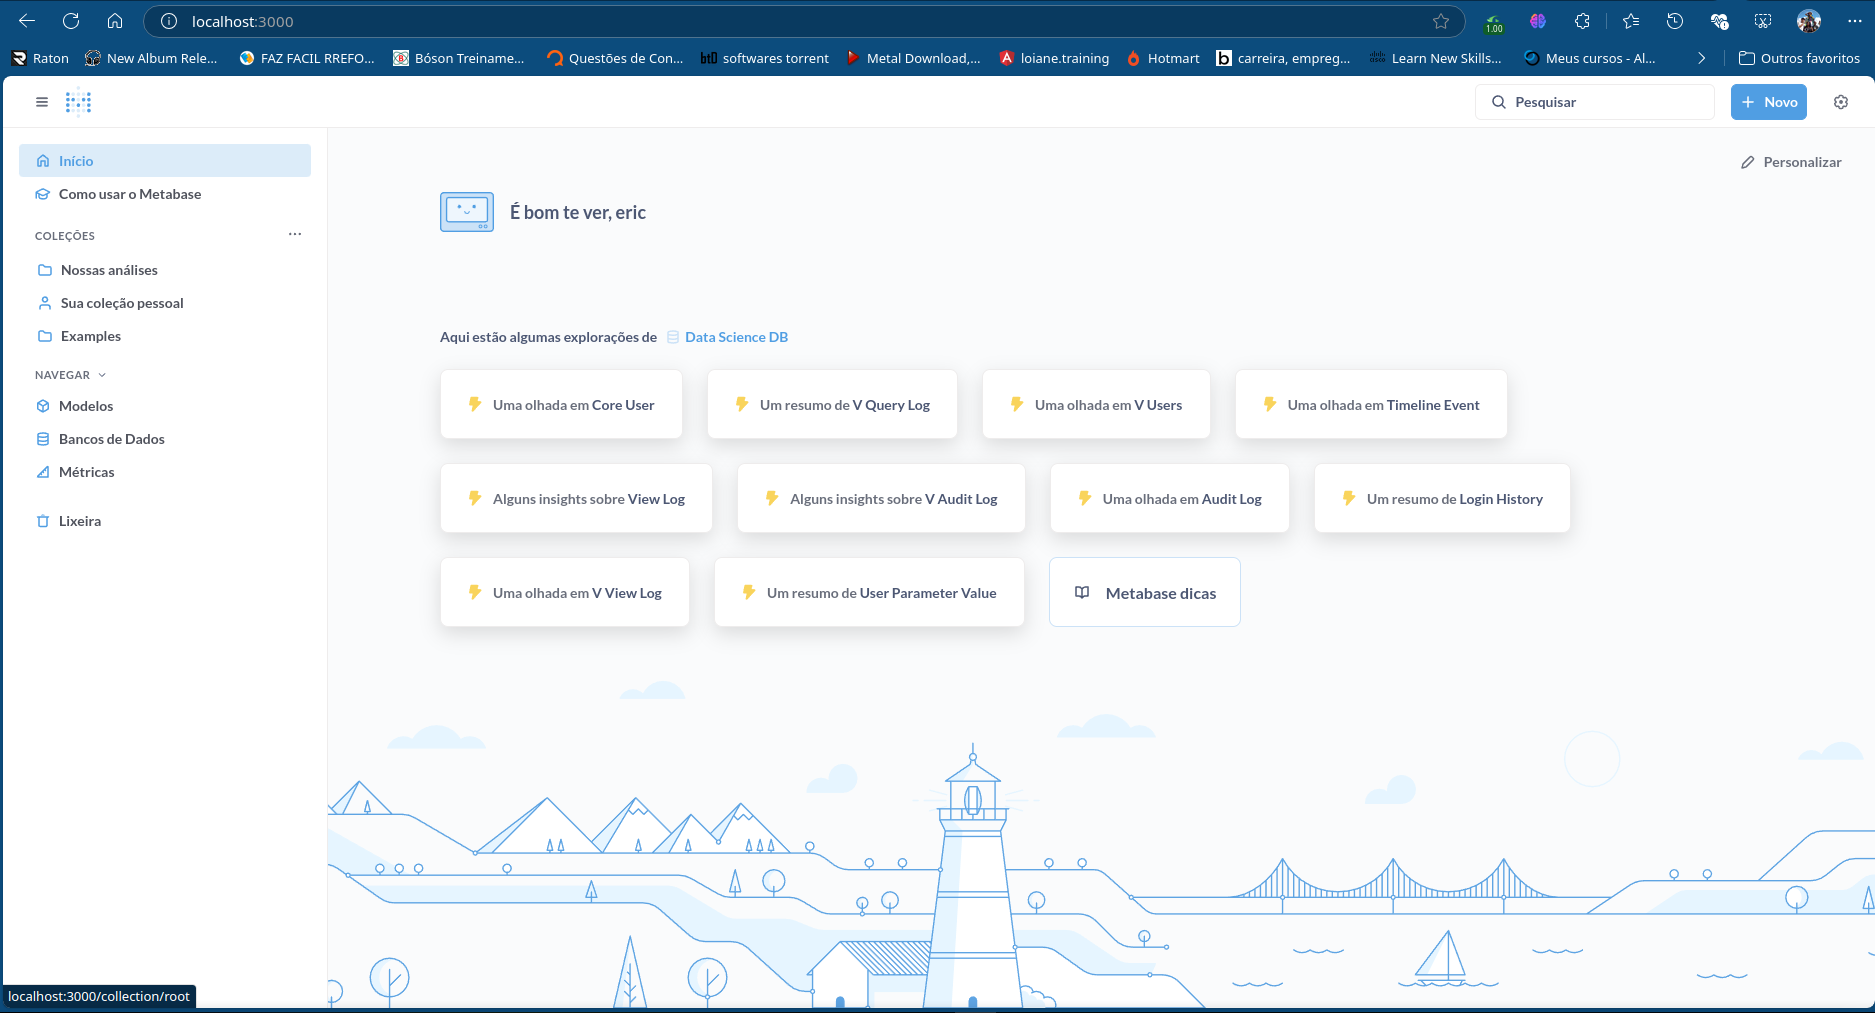 localhost:3000
1.00
Raton
New Album Rele...
FAZ FACIL RREFO...
Bóson Treiname...
Questões de Con...
softwares torrent
Metal Download,...
loiane.training
Hotmart
carreira, empreg...
Learn New Skills...
Meus cursos - Al...
Outros favoritos
Pesquisar
+ Novo
Início
Como usar o Metabase
COLEÇÕES
...
Nossas análises
Sua coleção pessoal
Examples
NAVEGAR
Modelos
Bancos de Dados
Métricas
Lixeira
Personalizar
É bom te ver, eric
Aqui estão algumas explorações de Data Science DB
Uma olhada em Core User
Um resumo de V Query Log
Uma olhada em V Users
Uma olhada em Timeline Event
Alguns insights sobre View Log
Alguns insights sobre V Audit Log
Uma olhada em Audit Log
Um resumo de Login History
Uma olhada em V View Log
Um resumo de User Parameter Value
Metabase dicas
localhost:3000/collection/root